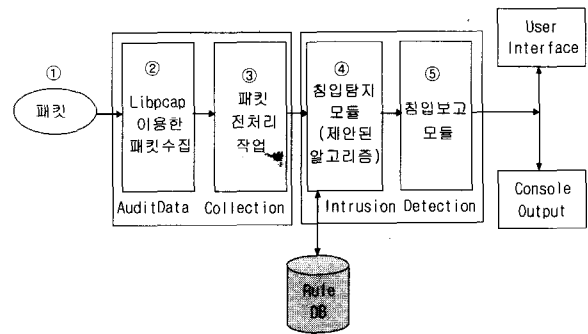 ①
패킷
②
Libpcap
이용한
패킷수집
③
패킷
전처리
작업
AuditData Collection
④
침입탐지
모듈
(제안된
알고리즘)
⑤
침입보고
모듈
Intrusion Detection
User
Interface
Console
Output
Rule
DB